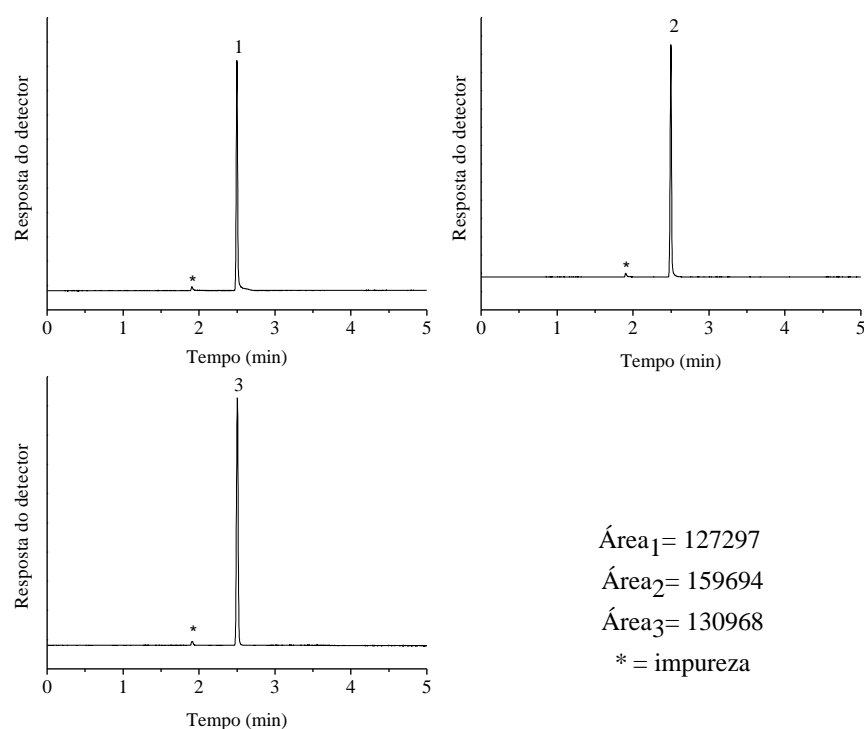 1
Resposta do detector
*
0 1 2 3 4 5
Tempo (min)
2
Resposta do detector
*
0 1 2 3 4 5
Tempo (min)
3
Resposta do detector
*
0 1 2 3 4 5
Tempo (min)
Área1= 127297
Área2= 159694
Área3= 130968
* = impureza